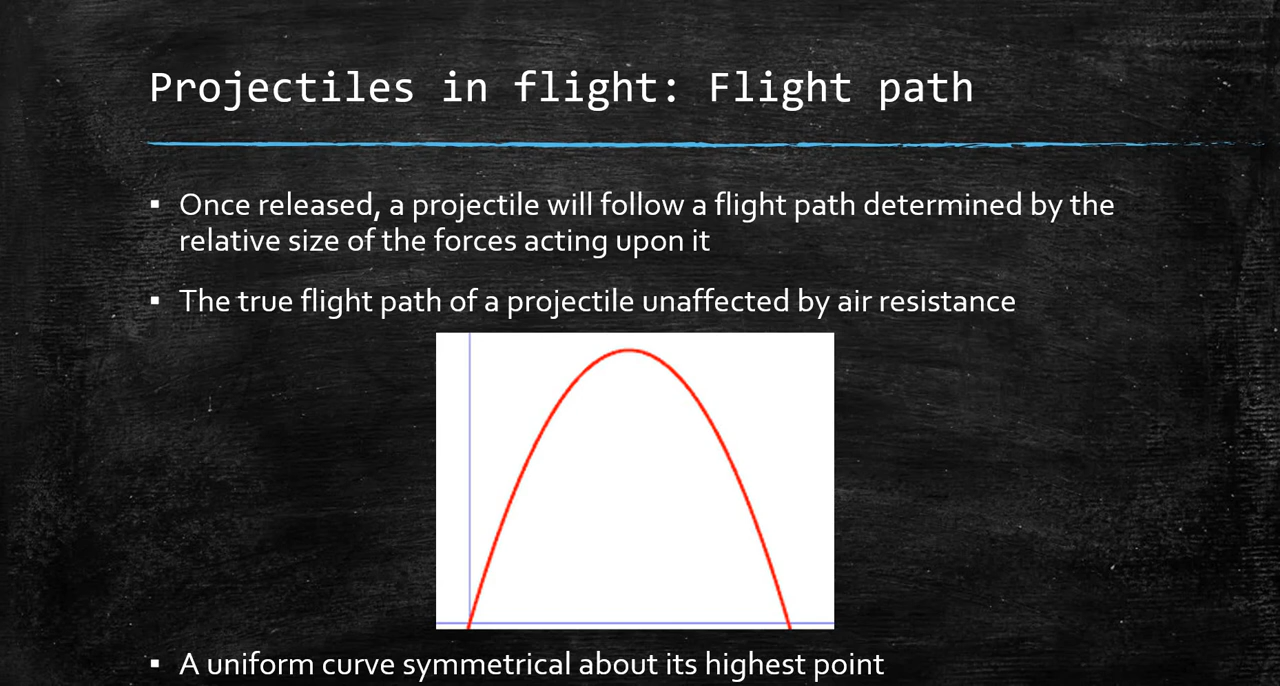 Projectiles in flight: Flight path
▪ Once released, a projectile will follow a flight path determined by the
relative size of the forces acting upon it
▪ The true flight path of a projectile unaffected by air resistance
▪ A uniform curve symmetrical about its highest point